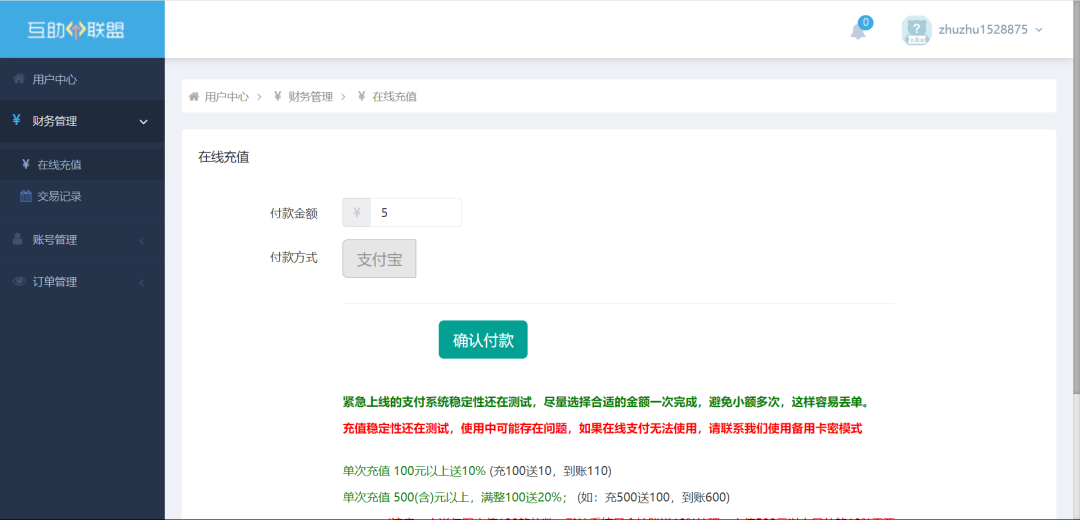 互助 联盟
0
zhuzhu1528875
用户中心
¥ 财务管理
¥ 在线充值
交易记录
账号管理
订单管理
用户中心 > ¥ 财务管理 > ¥ 在线充值
在线充值
付款金额 ¥ 5
付款方式 支付宝
确认付款
紧急上线的支付系统稳定性还在测试，尽量选择合适的金额一次完成，避免小额多次，这样容易丢单。
充值稳定性还在测试，使用中可能存在问题，如果在线支付无法使用，请联系我们使用备用卡密模式
单次充值 100元以上送10% (充100送10，到账110)
单次充值 500(含)元以上，满整100送20%； (如：充500送100，到账600)